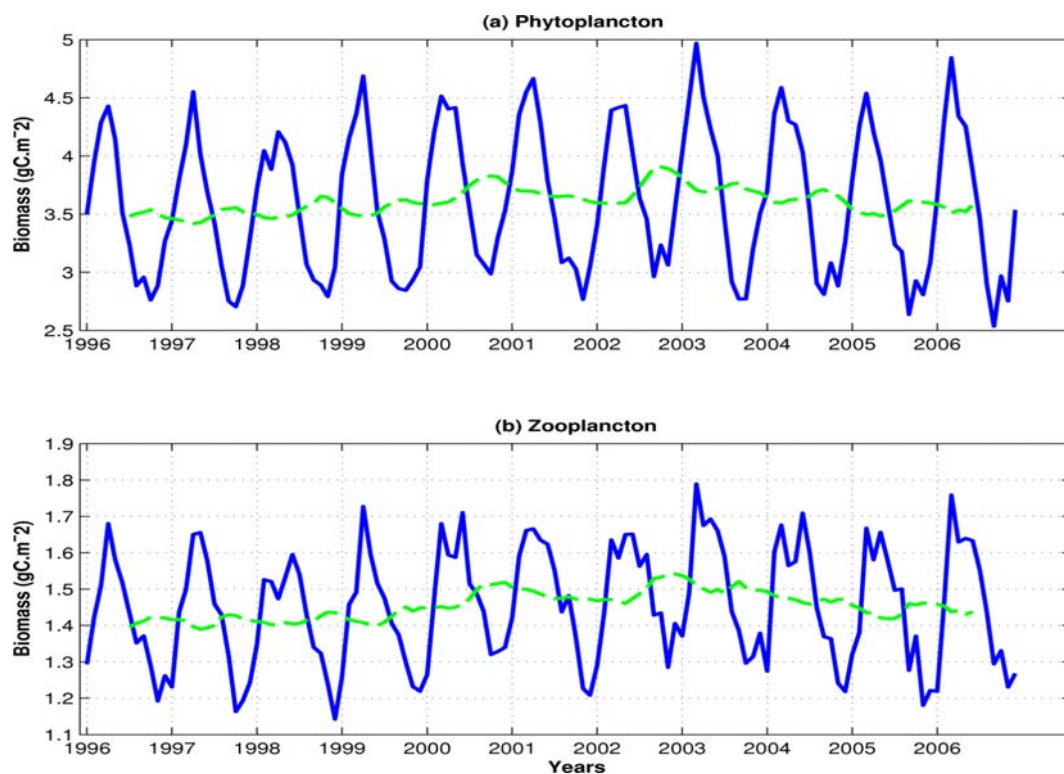 (a) Phytoplancton
Biomass (gC.m⁻2)
5
4.5
4
3.5
3
2.5
1996 1997 1998 1999 2000 2001 2002 2003 2004 2005 2006
(b) Zooplancton
Biomass (gC.m⁻2)
1.9
1.8
1.7
1.6
1.5
1.4
1.3
1.2
1.1
1996 1997 1998 1999 2000 2001 2002 2003 2004 2005 2006
Years